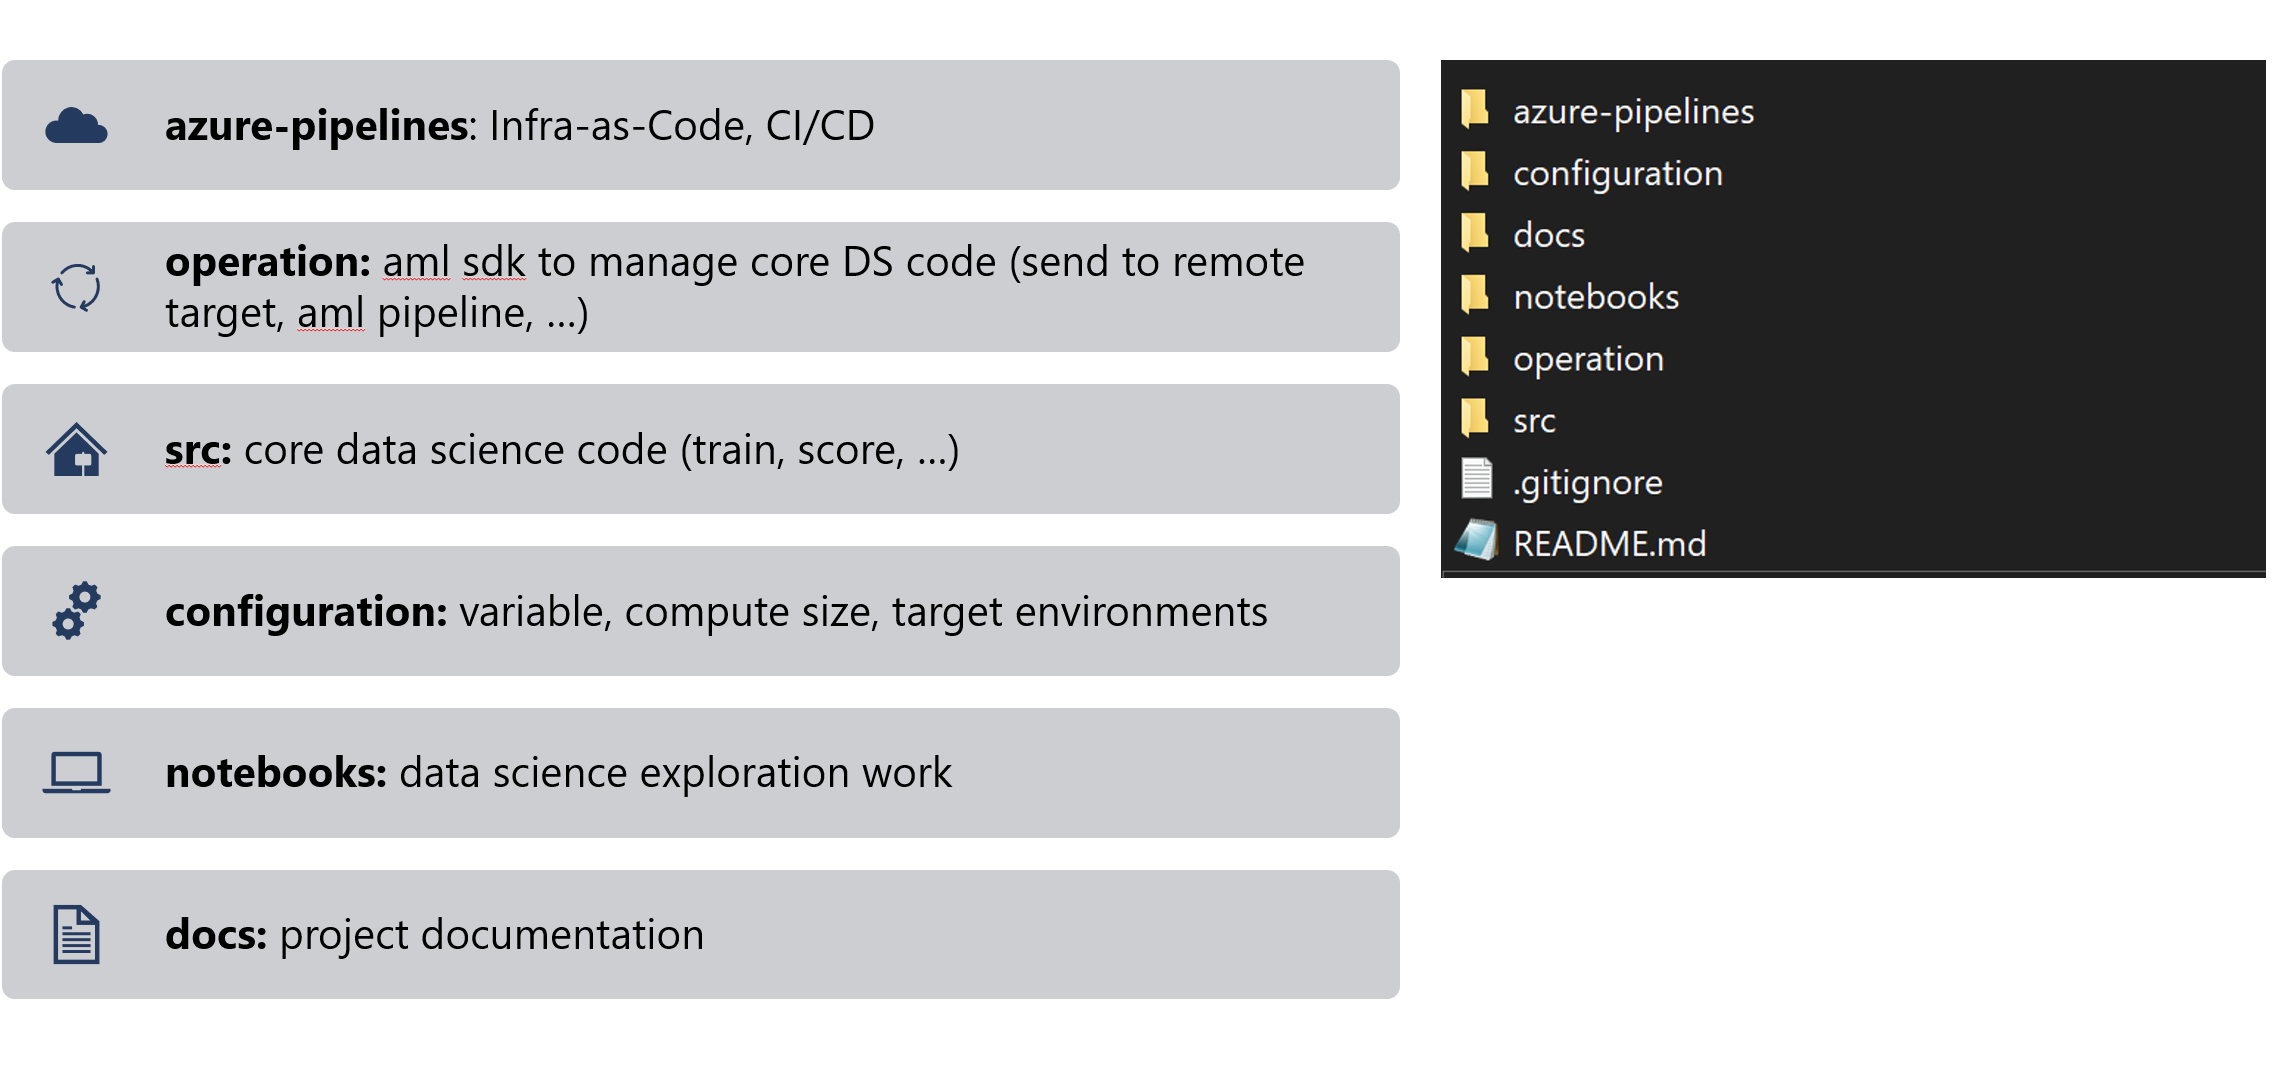 azure-pipelines: Infra-as-Code, CI/CD
operation: aml sdk to manage core DS code (send to remote
target, aml pipeline, ...)
src: core data science code (train, score, ...)
configuration: variable, compute size, target environments
notebooks: data science exploration work
docs: project documentation
azure-pipelines
configuration
docs
notebooks
operation
src
.gitignore
README.md